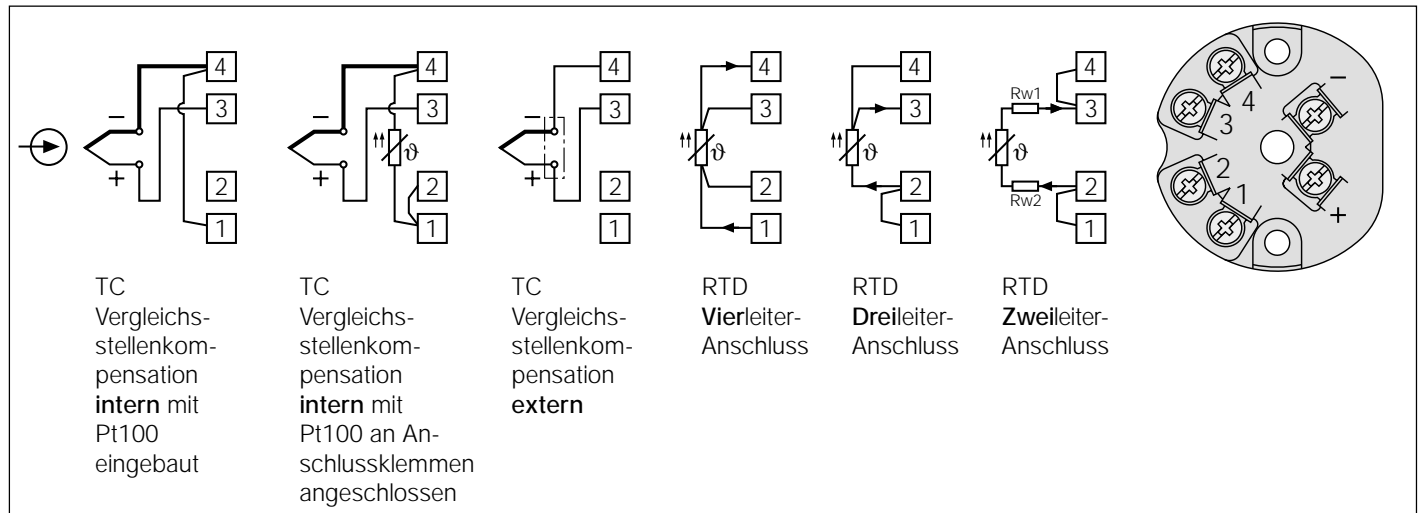 4
3
2
1
−
+
4
3
2
1
−
+
ϑ
4
3
2
1
−
+
4
3
2
1
ϑ
4
3
2
1
ϑ
4
3
2
1
Rw1
Rw2
ϑ
4
3
2
1
−
+
TC
Vergleichs-
stellenkom-
pensation
intern mit
Pt100
eingebaut
TC
Vergleichs-
stellenkom-
pensation
intern mit
Pt100 an An-
schlussklemmen
angeschlossen
TC
Vergleichs-
stellenkom-
pensation
extern
RTD
Vierleiter-
Anschluss
RTD
Dreileiter-
Anschluss
RTD
Zweileiter-
Anschluss